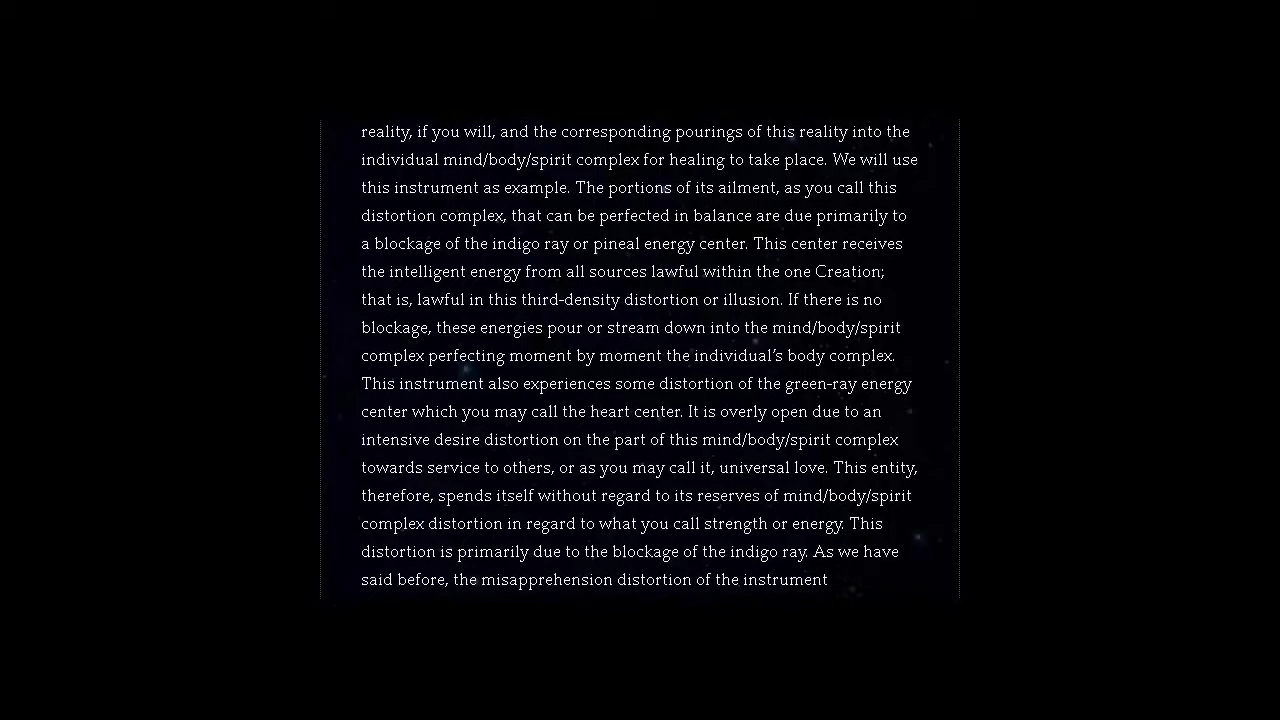 reality, if you will, and the corresponding pourings of this reality into the
individual mind/body/spirit complex for healing to take place. We will use
this instrument as example. The portions of its ailment, as you call this
distortion complex, that can be perfected in balance are due primarily to
a blockage of the indigo ray or pineal energy center. This center receives
the intelligent energy from all sources lawful within the one Creation;
that is, lawful in this third-density distortion or illusion. If there is no
blockage, these energies pour or stream down into the mind/body/spirit
complex perfecting moment by moment the individual’s body complex.
This instrument also experiences some distortion of the green-ray energy
center which you may call the heart center. It is overly open due to an
intensive desire distortion on the part of this mind/body/spirit complex
towards service to others, or as you may call it, universal love. This entity,
therefore, spends itself without regard to its reserves of mind/body/spirit
complex distortion in regard to what you call strength or energy. This
distortion is primarily due to the blockage of the indigo ray. As we have
said before, the misapprehension distortion of the instrument